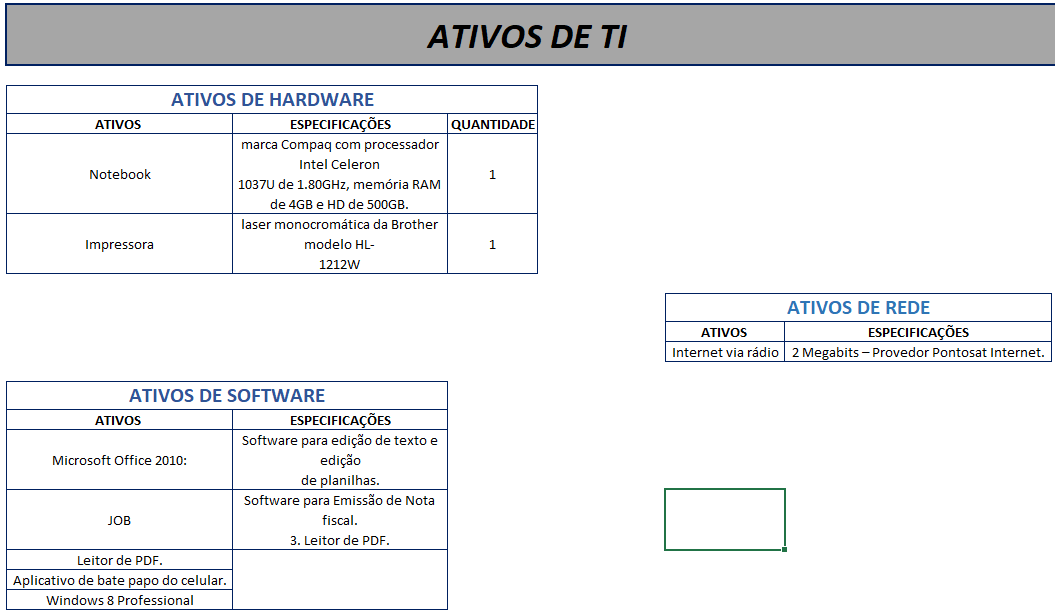 ATIVOS DE TI
ATIVOS DE HARDWARE
ATIVOS ESPECIFICAÇÕES QUANTIDADE
Notebook
marca Compaq com processador
Intel Celeron
1037U de 1.80GHz, memória RAM
de 4GB e HD de 500GB.
1
Impressora
laser monocromática da Brother
modelo HL-
1212W
1
ATIVOS DE REDE
ATIVOS ESPECIFICAÇÕES
Internet via rádio 2 Megabits – Provedor Pontosat Internet.
ATIVOS DE SOFTWARE
ATIVOS ESPECIFICAÇÕES
Microsoft Office 2010:
Software para edição de texto e
edição
de planilhas.
JOB
Software para Emissão de Nota
fiscal.
3. Leitor de PDF.
Leitor de PDF.
Aplicativo de bate papo do celular.
Windows 8 Professional